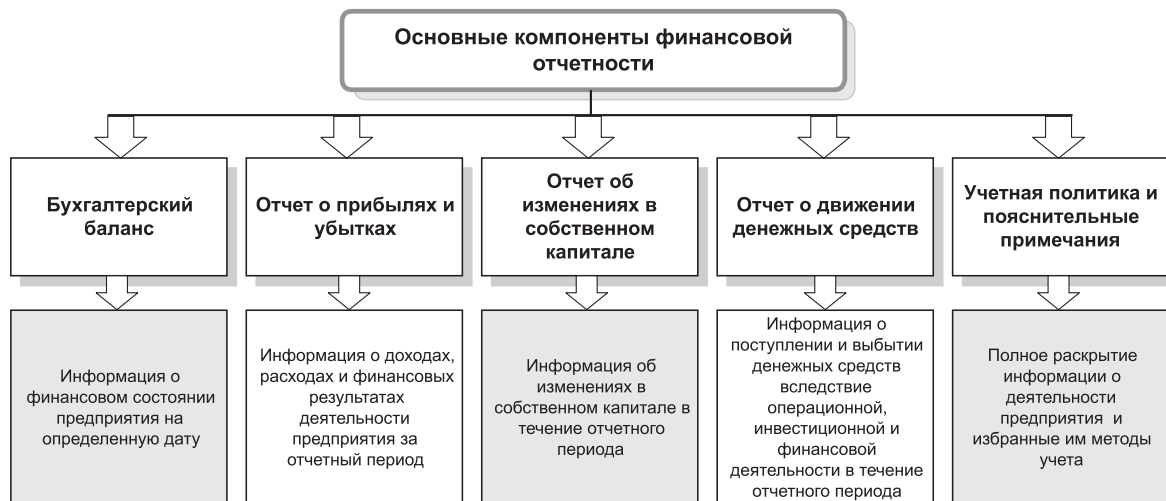 Основные компоненты финансовой
отчетности
Бухгалтерский
баланс
Отчет о прибылях и
убытках
Отчет об
изменениях в
собственном
капитале
Отчет о движении
денежных средств
Учетная политика и
пояснительные
примечания
Информация о
финансовом состоянии
предприятия на
определенную дату
Информация о доходах,
расходах и финансовых
результатах
деятельности
предприятия за
отчетный период
Информация об
изменениях в
собственном капитале в
течение отчетного
периода
Информация о
поступлении и выбытии
денежных средств
вследствие
операционной,
инвестиционной и
финансовой
деятельности в течение
отчетного периода
Полное раскрытие
информации о
деятельности
предприятия и
избранные им методы
учета